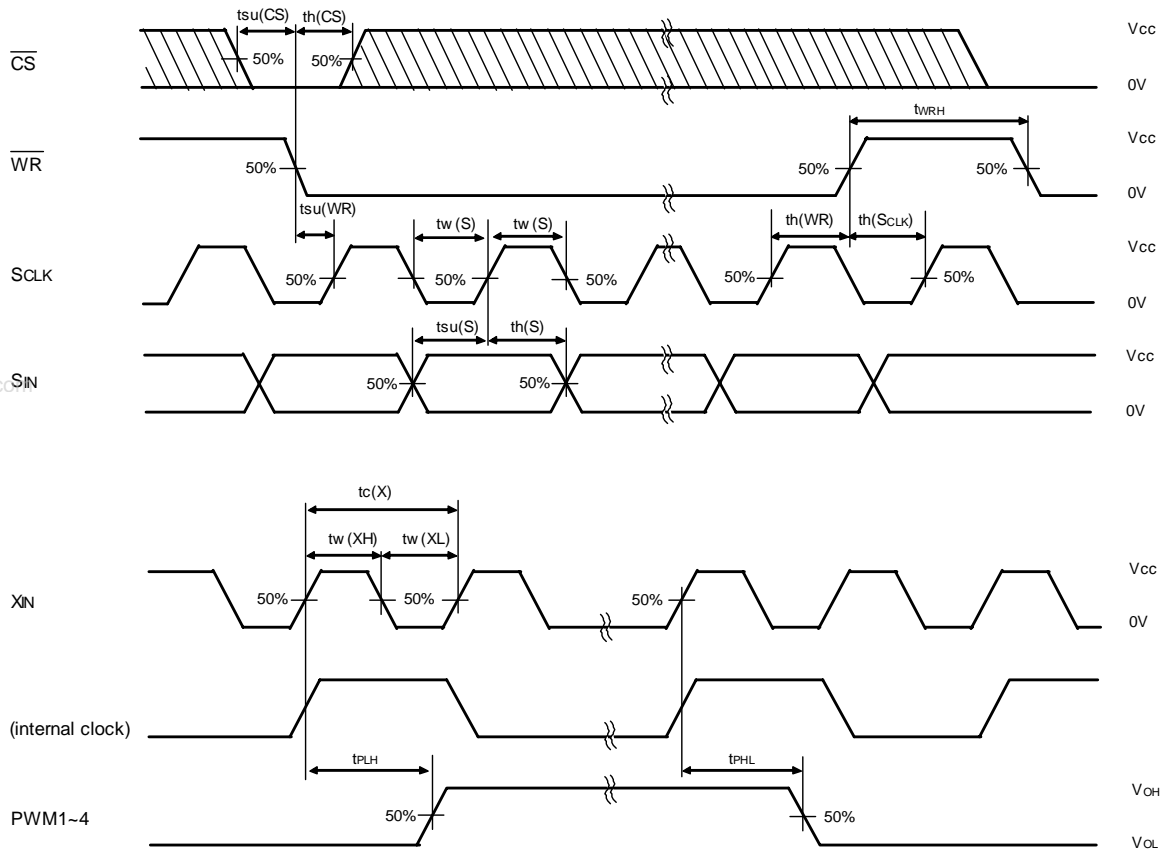 tsu(CS) th(CS)
CS 50% 50% Vcc
0V
tWRH
WR 50% 50% 50% Vcc
0V
tsu(WR) tw (S) tw (S) th(WR) th(SCLK)
SCLK 50% 50% 50% 50% 50% Vcc
0V
tsu(S) th(S)
SIN 50% 50% Vcc
0V
com
tc(X)
tw (XH) tw (XL)
XIN 50% 50% 50% Vcc
0V
(internal clock)
tPLH tPHL
PWM1~4 50% 50% VOH
VOL